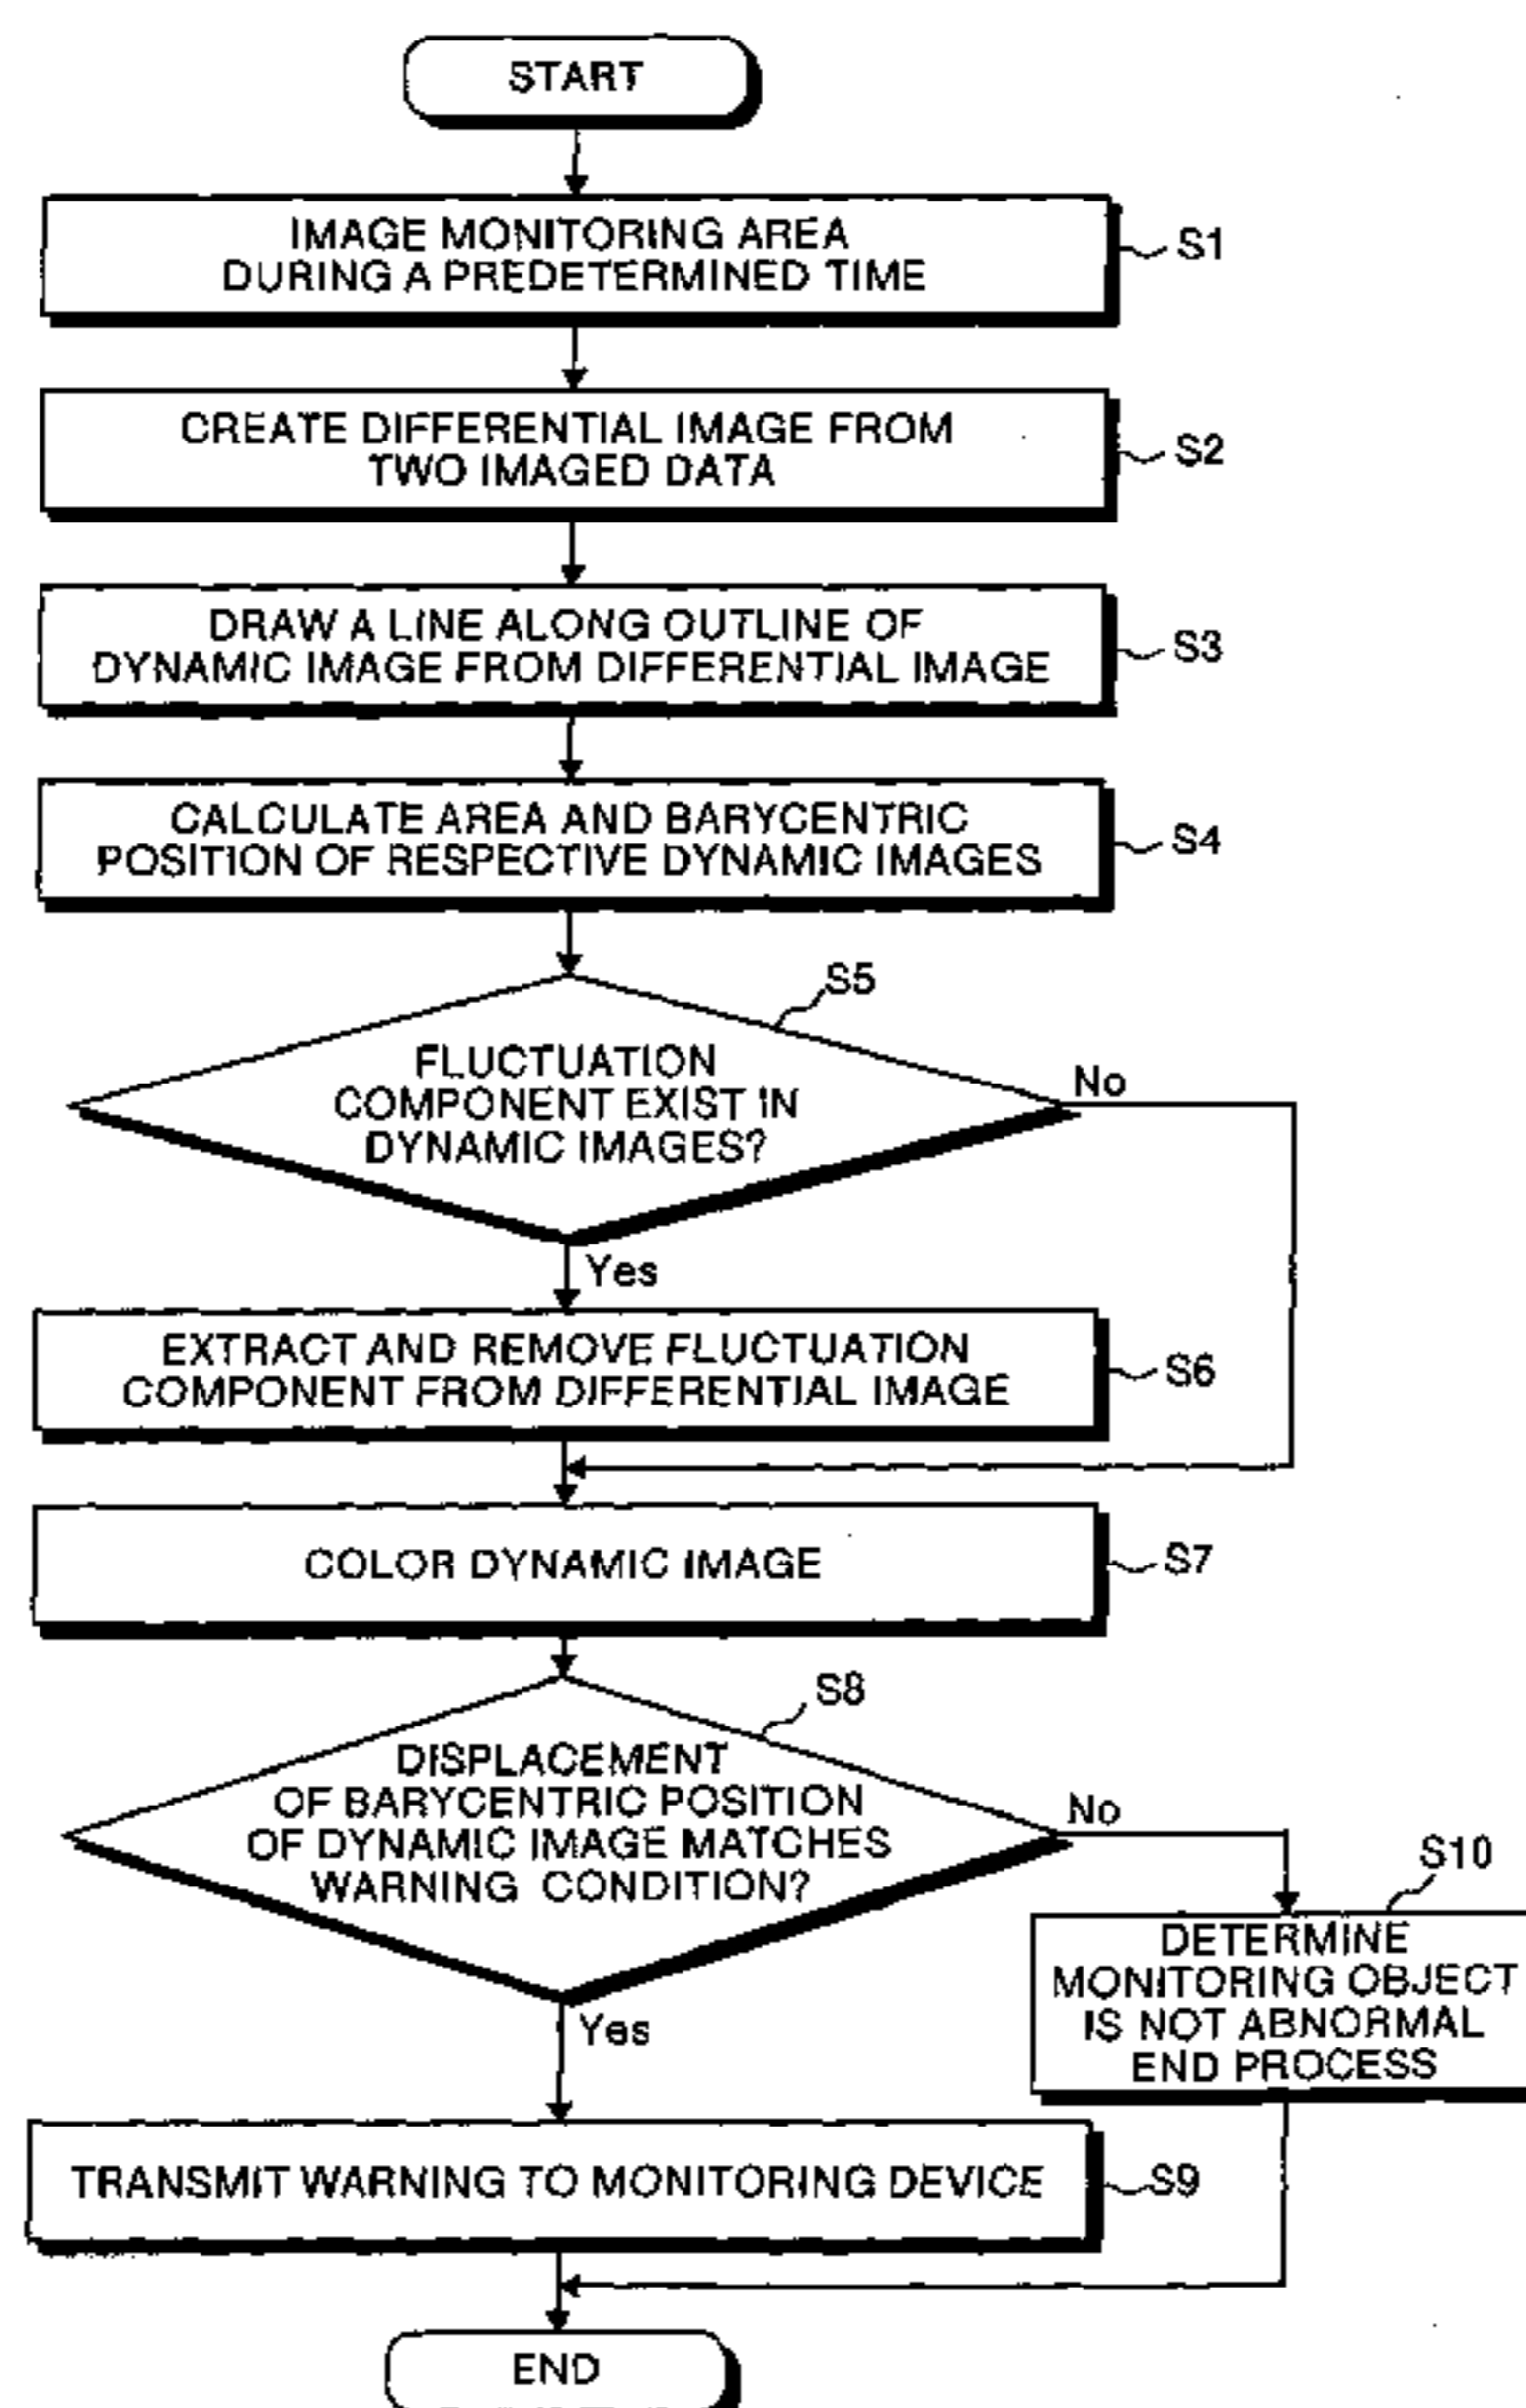 START
IMAGE MONITORING AREA
DURING A PREDETERMINED TIME
S1
CREATE DIFFERENTIAL IMAGE FROM
TWO IMAGED DATA
S2
DRAW A LINE ALONG OUTLINE OF
DYNAMIC IMAGE FROM DIFFERENTIAL IMAGE
S3
CALCULATE AREA AND BARYCENTRIC
POSITION OF RESPECTIVE DYNAMIC IMAGES
S4
S5
FLUCTUATION
COMPONENT EXIST IN
DYNAMIC IMAGES?
No
Yes
EXTRACT AND REMOVE FLUCTUATION
COMPONENT FROM DIFFERENTIAL IMAGE
S6
COLOR DYNAMIC IMAGE
S7
S8
DISPLACEMENT
OF BARYCENTRIC POSITION
OF DYNAMIC IMAGE MATCHES
WARNING CONDITION?
No
Yes
S10
DETERMINE
MONITORING OBJECT
IS NOT ABNORMAL
END PROCESS
TRANSMIT WARNING TO MONITORING DEVICE
S9
END